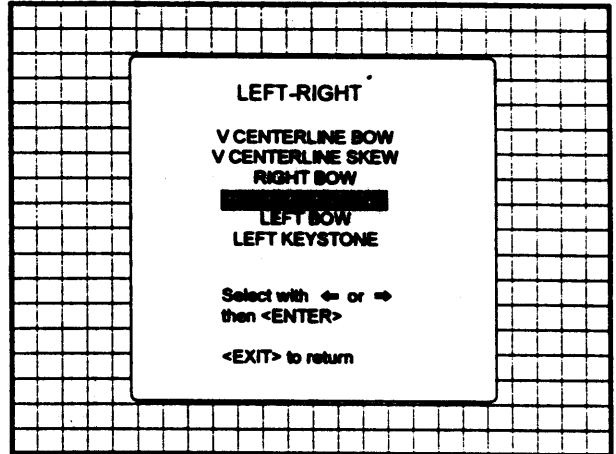 LEFT-RIGHT
V CENTERLINE BOW
V CENTERLINE SKEW
RIGHT BOW
LEFT BOW
LEFT KEYSTONE
Select with ⬅ or ➡
then <ENTER>
<EXIT> to return